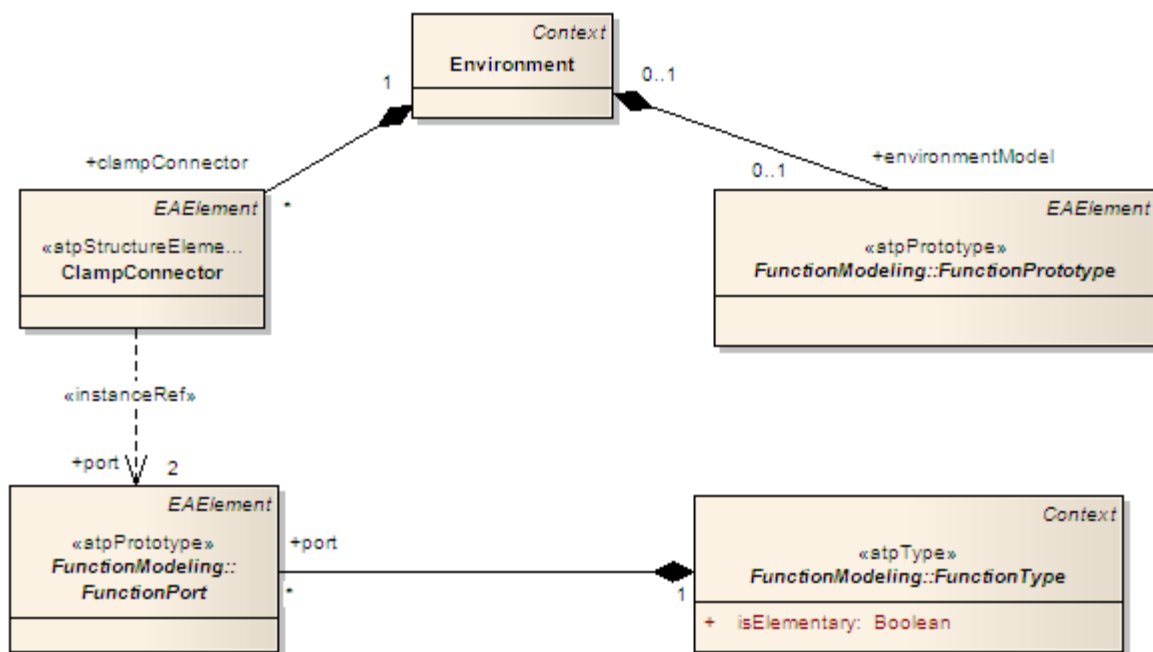 Context
Environment
1
0..1
+clampConnector
*
0..1
+environmentModel
EAElement
«atpStructureEleme...
ClampConnector
EAElement
«atpPrototype»
FunctionModeling::FunctionPrototype
«instanceRef»
+port
2
EAElement
«atpPrototype»
FunctionModeling::
FunctionPort
+port
*
1
Context
«atpType»
FunctionModeling::FunctionType
+ isElementary: Boolean